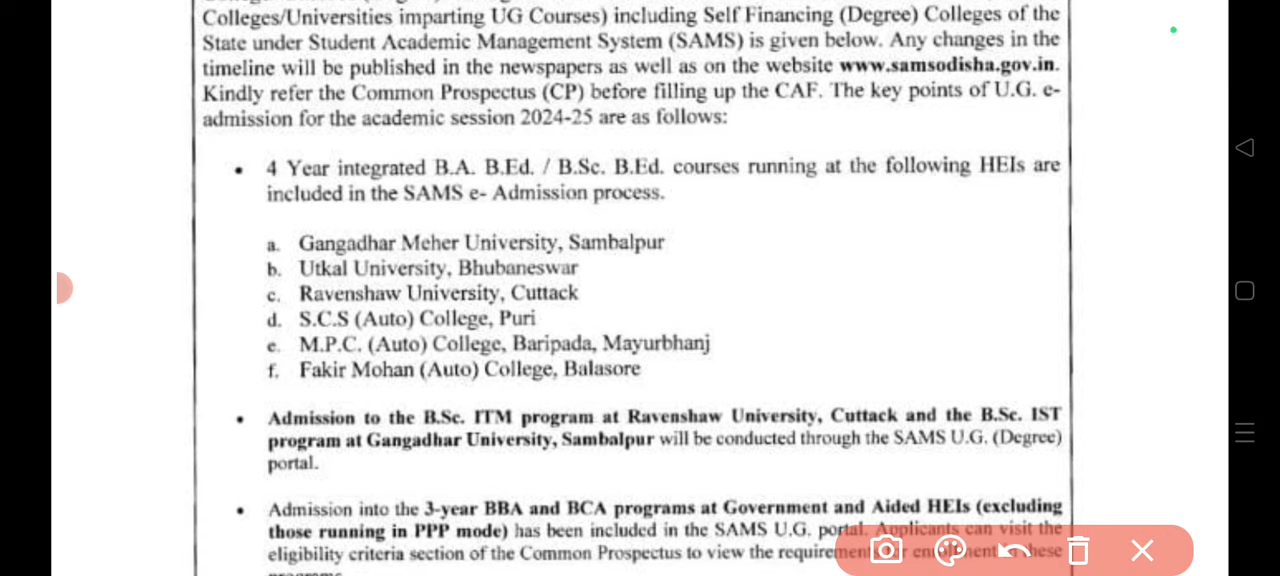 Colleges/Universities imparting UG Courses) including Self Financing (Degree) Colleges of the
State under Student Academic Management System (SAMS) is given below. Any changes in the
timeline will be published in the newspapers as well as on the website www.samsodisha.gov.in.
Kindly refer the Common Prospectus (CP) before filling up the CAF. The key points of U.G. e-
admission for the academic session 2024-25 are as follows:
• 4 Year integrated B.A. B.Ed. / B.Sc. B.Ed. courses running at the following HEIs are
included in the SAMS e- Admission process.
a. Gangadhar Meher University, Sambalpur
b. Utkal University, Bhubaneswar
c. Ravenshaw University, Cuttack
d. S.C.S (Auto) College, Puri
e. M.P.C. (Auto) College, Baripada, Mayurbhanj
f. Fakir Mohan (Auto) College, Balasore
• Admission to the B.Sc. ITM program at Ravenshaw University, Cuttack and the B.Sc. IST
program at Gangadhar University, Sambalpur will be conducted through the SAMS U.G. (Degree)
portal.
• Admission into the 3-year BBA and BCA programs at Government and Aided HEIs (excluding
those running in PPP mode) has been included in the SAMS U.G. portal. Applicants can visit the
eligibility criteria section of the Common Prospectus to view the these